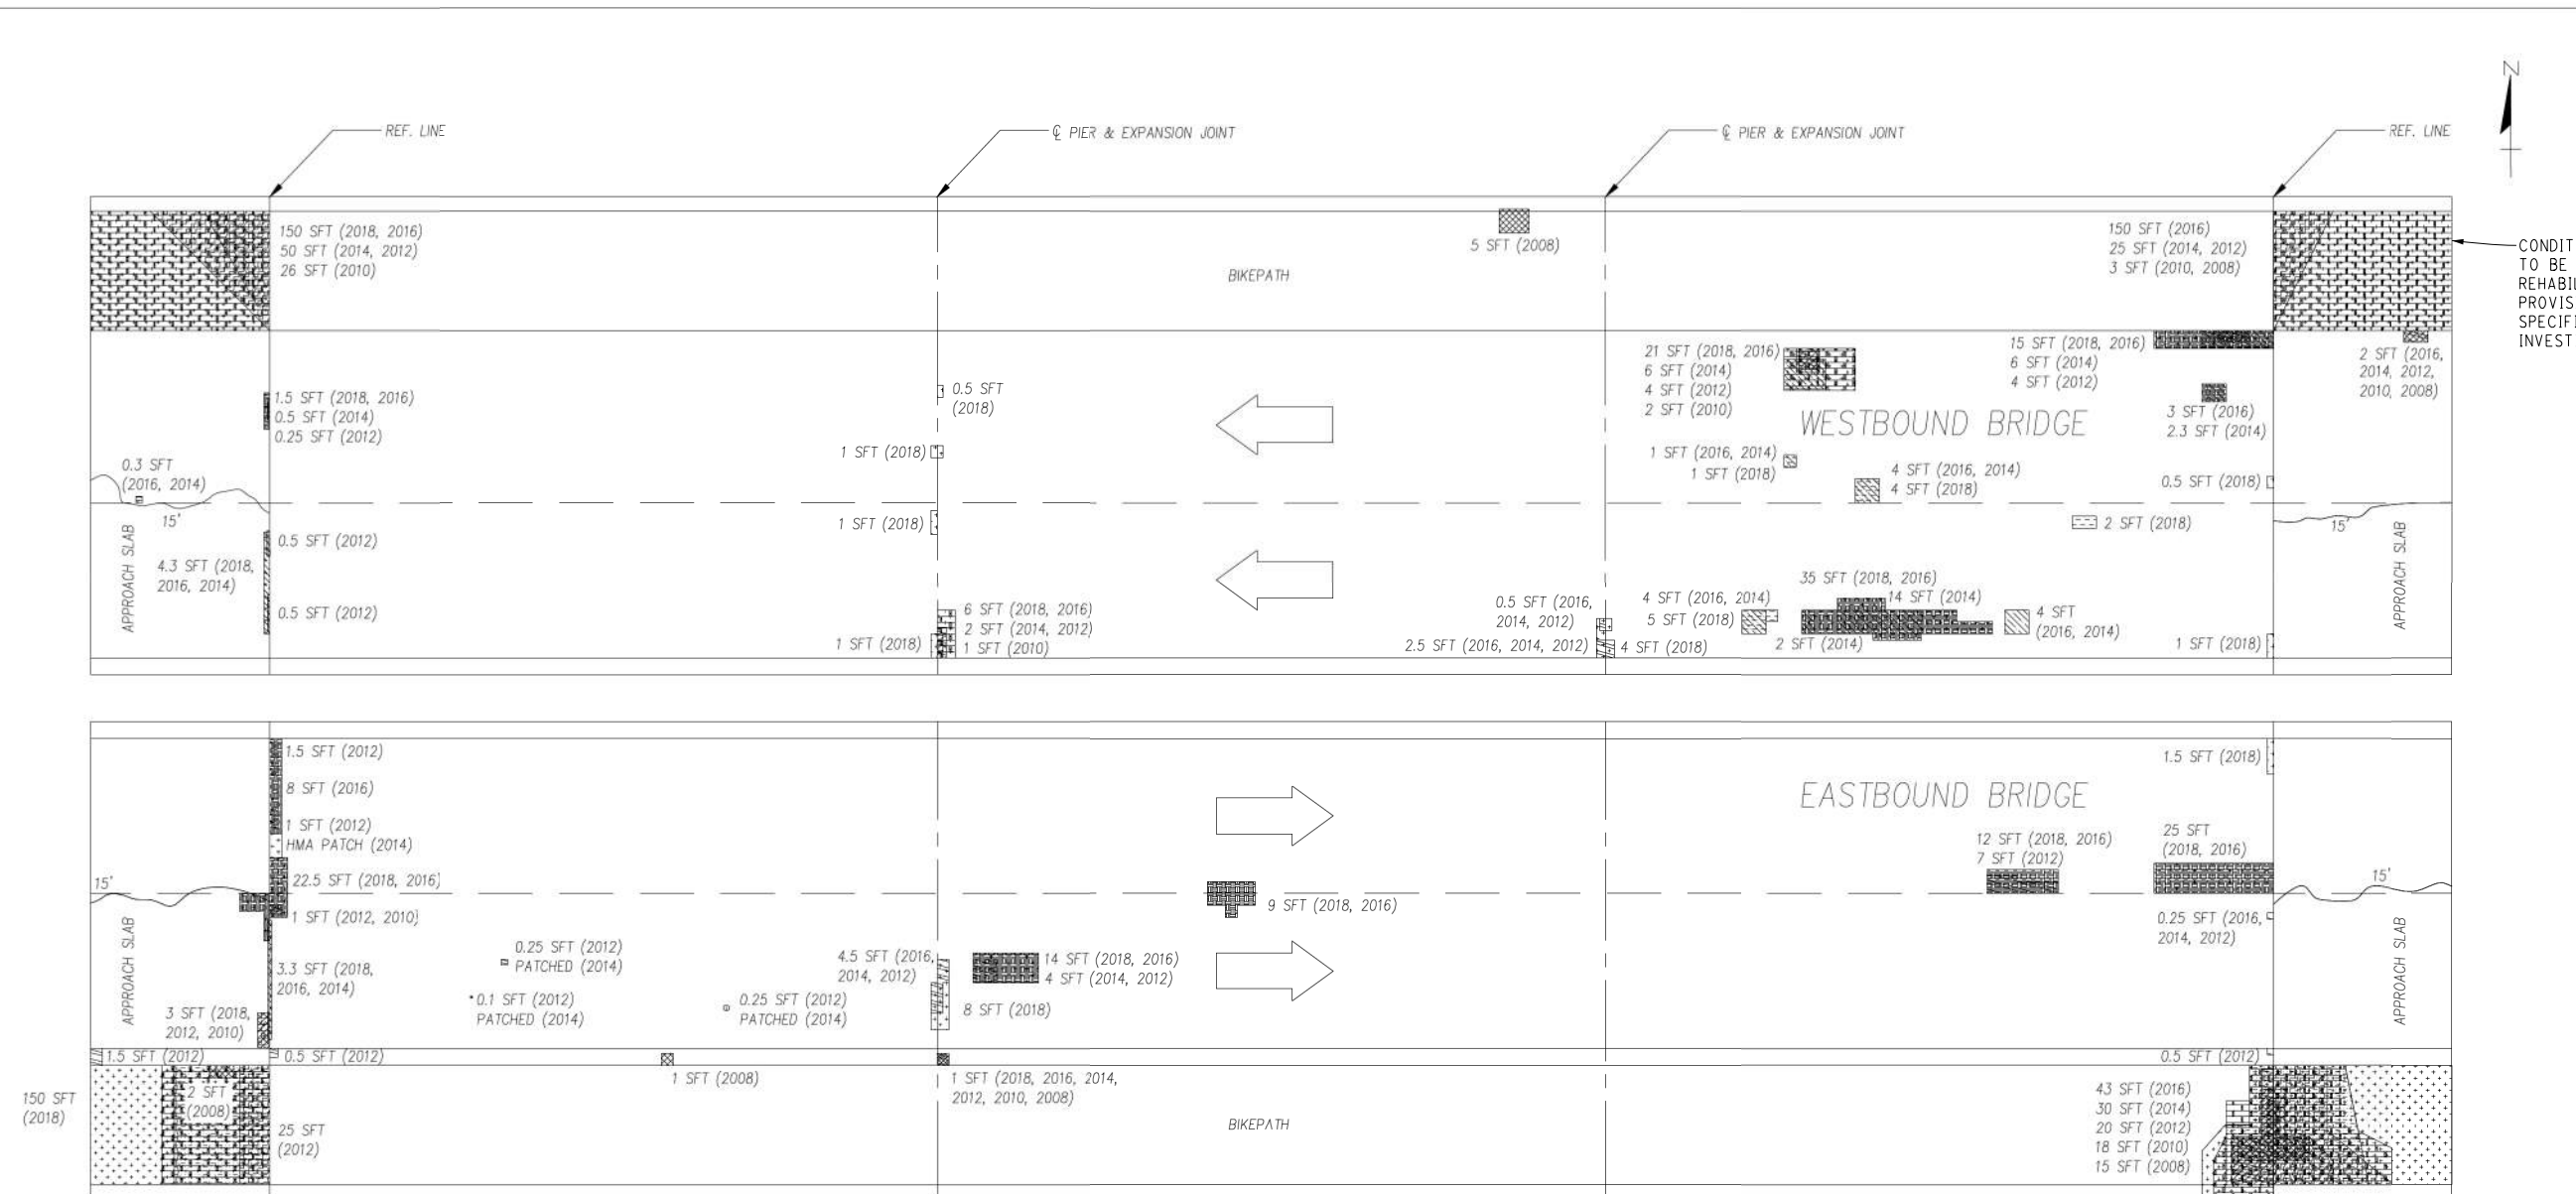 N
REF. LINE
℄ PIER & EXPANSION JOINT
℄ PIER & EXPANSION JOINT
REF. LINE
150 SFT (2018, 2016)
50 SFT (2014, 2012)
26 SFT (2010)
5 SFT (2008)
BIKEPATH
150 SFT (2016)
25 SFT (2014, 2012)
3 SFT (2010, 2008)
CONDIT
TO BE
REHABIL
PROVIS
SPECIFI
INVEST
1.5 SFT (2018, 2016)
0.5 SFT (2014)
0.25 SFT (2012)
0.5 SFT
(2018)
1 SFT (2018)
21 SFT (2018, 2016)
6 SFT (2014)
4 SFT (2012)
2 SFT (2010)
15 SFT (2018, 2016)
6 SFT (2014)
4 SFT (2012)
2 SFT (2016,
2014, 2012,
2010, 2008)
WESTBOUND BRIDGE
3 SFT (2016)
2.3 SFT (2014)
0.3 SFT
(2016, 2014)
15'
1 SFT (2016, 2014)
1 SFT (2018)
4 SFT (2016, 2014)
4 SFT (2018)
0.5 SFT (2018)
1 SFT (2018)
2 SFT (2018)
15'
APPROACH SLAB
0.5 SFT (2012)
4.3 SFT (2018,
2016, 2014)
0.5 SFT (2012)
APPROACH SLAB
1 SFT (2018)
6 SFT (2018, 2016)
2 SFT (2014, 2012)
1 SFT (2010)
0.5 SFT (2016,
2014, 2012)
2.5 SFT (2016, 2014, 2012)
4 SFT (2018)
4 SFT (2016, 2014)
5 SFT (2018)
35 SFT (2018, 2016)
14 SFT (2014)
2 SFT (2014)
4 SFT
(2016, 2014)
1 SFT (2018)
1.5 SFT (2012)
8 SFT (2016)
1 SFT (2012)
HMA PATCH (2014)
15'
22.5 SFT (2018, 2016)
1 SFT (2012, 2010)
1.5 SFT (2018)
EASTBOUND BRIDGE
12 SFT (2018, 2016)
7 SFT (2012)
25 SFT
(2018, 2016)
15'
9 SFT (2018, 2016)
0.25 SFT (2016,
2014, 2012)
APPROACH SLAB
3.3 SFT (2018,
2016, 2014)
0.25 SFT (2012)
PATCHED (2014)
0.1 SFT (2012)
PATCHED (2014)
0.25 SFT (2012)
PATCHED (2014)
4.5 SFT (2016,
2014, 2012)
14 SFT (2018, 2016)
4 SFT (2014, 2012)
8 SFT (2018)
APPROACH SLAB
3 SFT (2018,
2012, 2010)
1.5 SFT (2012)
0.5 SFT (2012)
0.5 SFT (2012)
150 SFT
(2018)
2 SFT
(2008)
25 SFT
(2012)
1 SFT (2008)
1 SFT (2018, 2016, 2014,
2012, 2010, 2008)
BIKEPATH
43 SFT (2016)
30 SFT (2014)
20 SFT (2012)
18 SFT (2010)
15 SFT (2008)